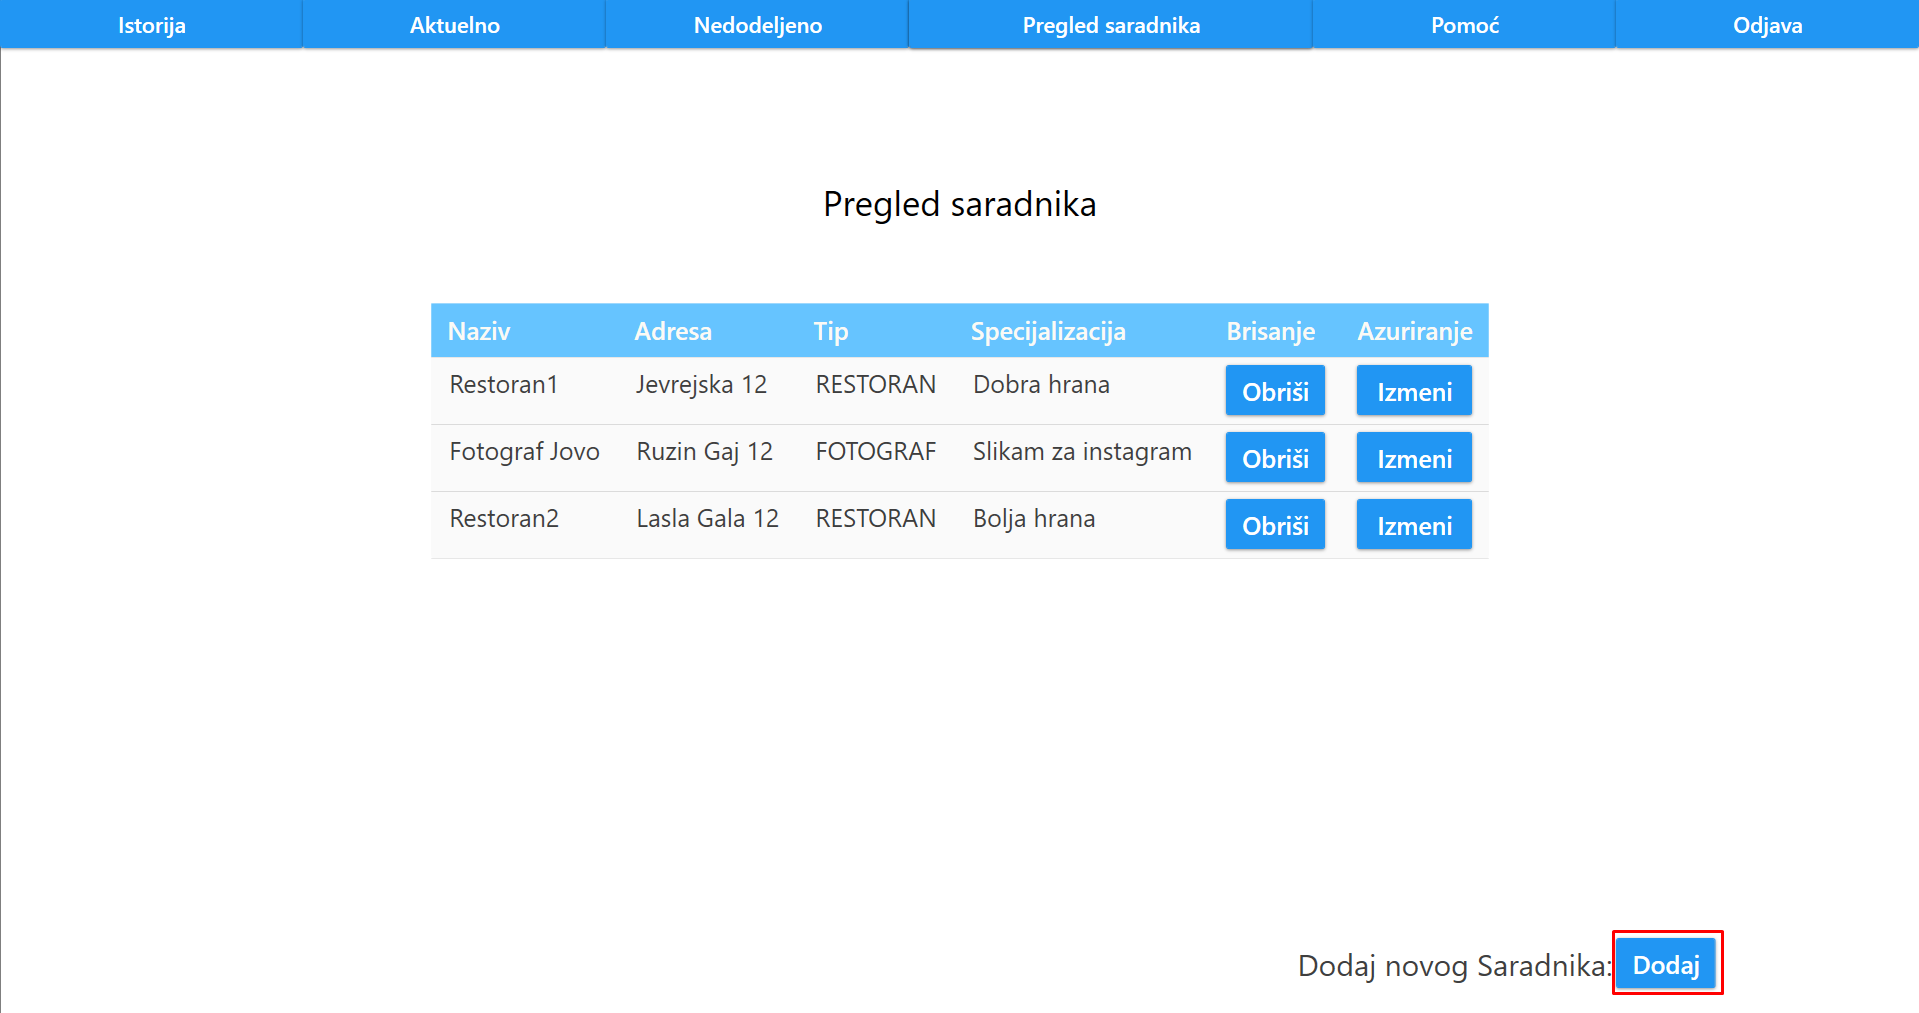 Istorija Aktuelno Nedodeljeno Pregled saradnika Pomoć Odjava
Pregled saradnika
Naziv Adresa Tip Specijalizacija Brisanje Azuriranje
Restoran1 Jevrejska 12 RESTORAN Dobra hrana Obriši Izmeni
Fotograf Jovo Ruzin Gaj 12 FOTOGRAF Slikam za instagram Obriši Izmeni
Restoran2 Lasla Gala 12 RESTORAN Bolja hrana Obriši Izmeni
Dodaj novog Saradnika: Dodaj